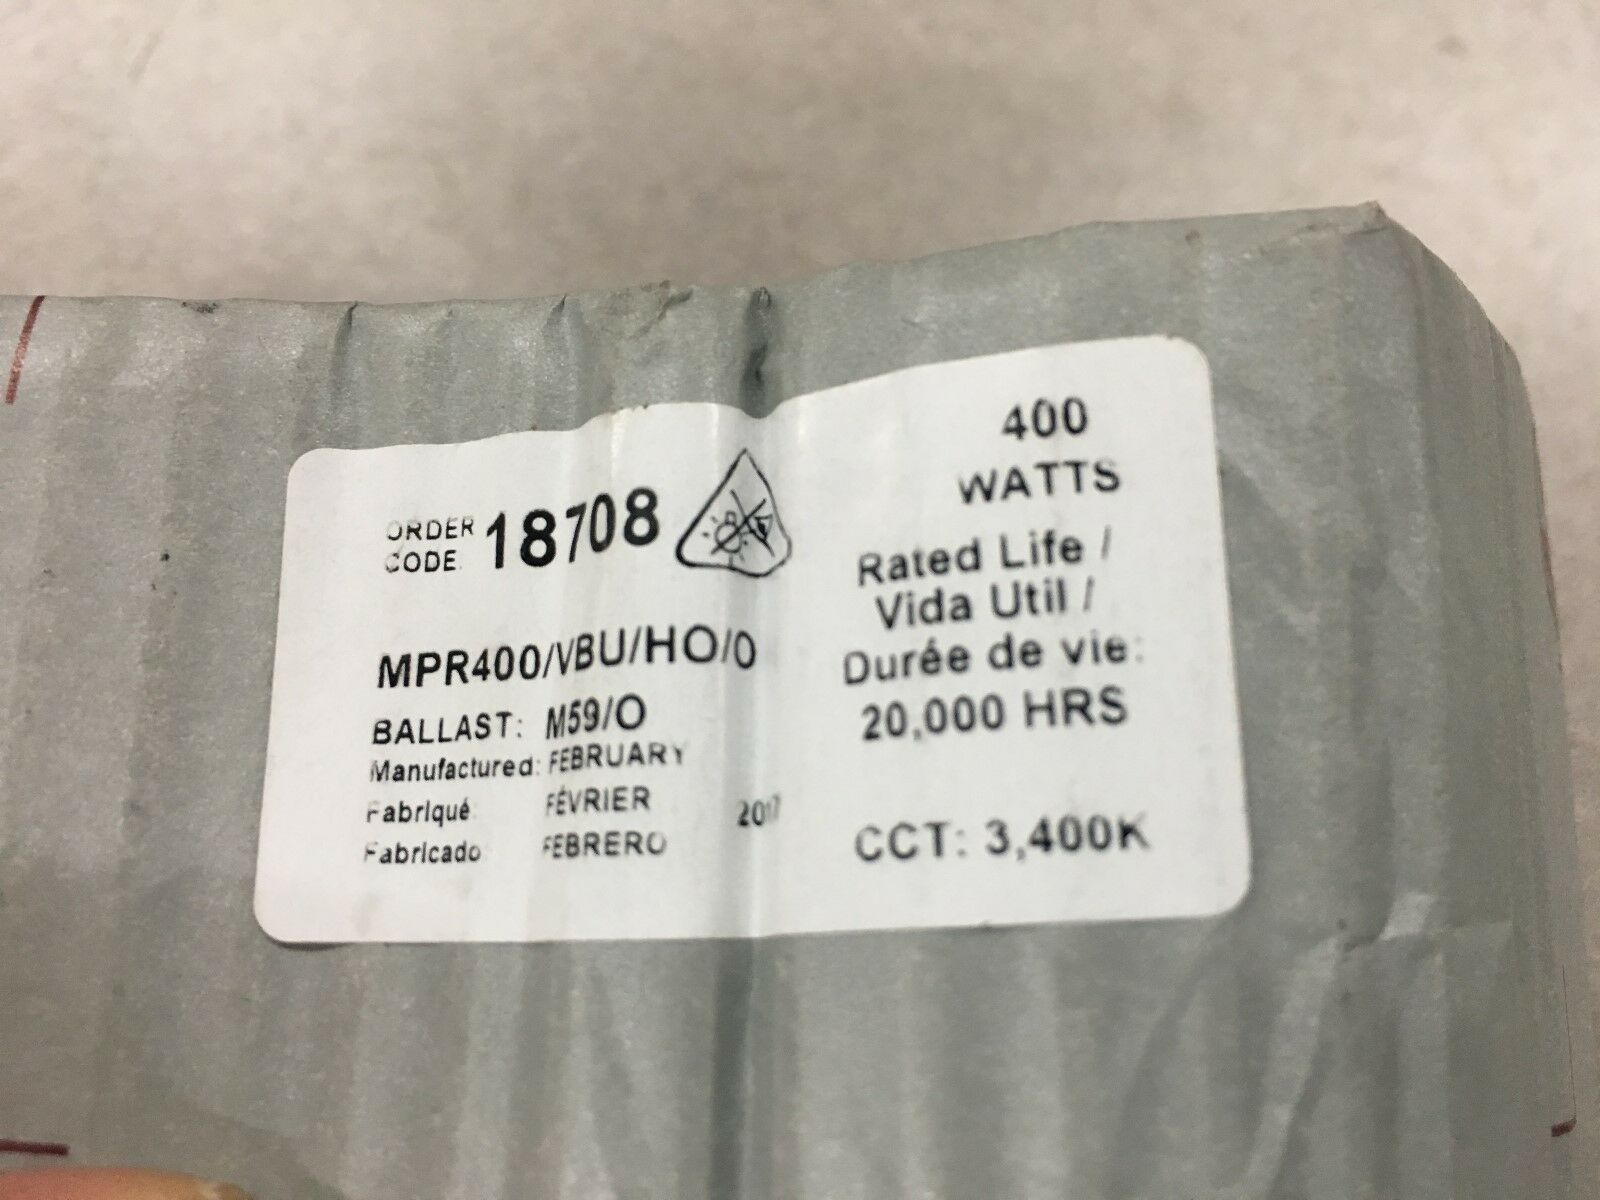 ORDER
CODE: 18708
MPR400/VBU/HO/O
BALLAST: M59/O
Manufactured: FEBRUARY
Fabriqué: FÉVRIER 2017
Fabricado FEBRERO
400
WATTS
Rated Life /
Vida Util /
Durée de vie:
20,000 HRS
CCT: 3,400K